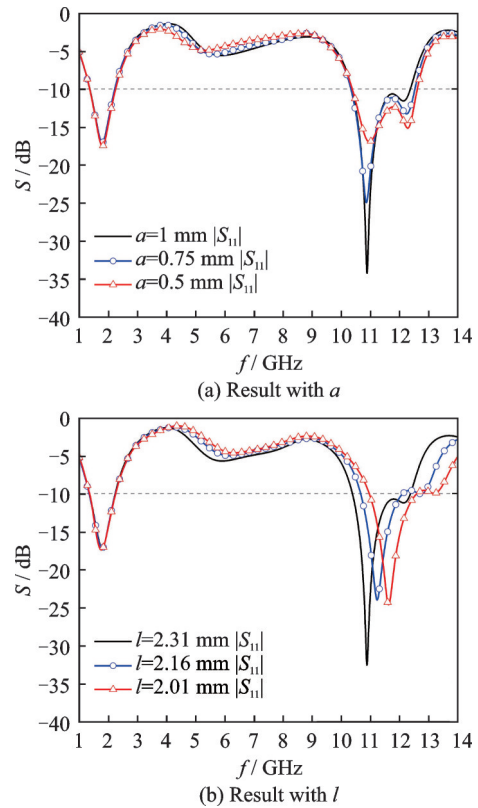 0
−5
−10
−15
−20
−25
−30
−35
−40
S / dB
a=1 mm |S₁₁|
a=0.75 mm |S₁₁|
a=0.5 mm |S₁₁|
1 2 3 4 5 6 7 8 9 10 11 12 13 14
f / GHz
(a) Result with a
0
−5
−10
−15
−20
−25
−30
−35
−40
S / dB
l=2.31 mm |S₁₁|
l=2.16 mm |S₁₁|
l=2.01 mm |S₁₁|
1 2 3 4 5 6 7 8 9 10 11 12 13 14
f / GHz
(b) Result with l